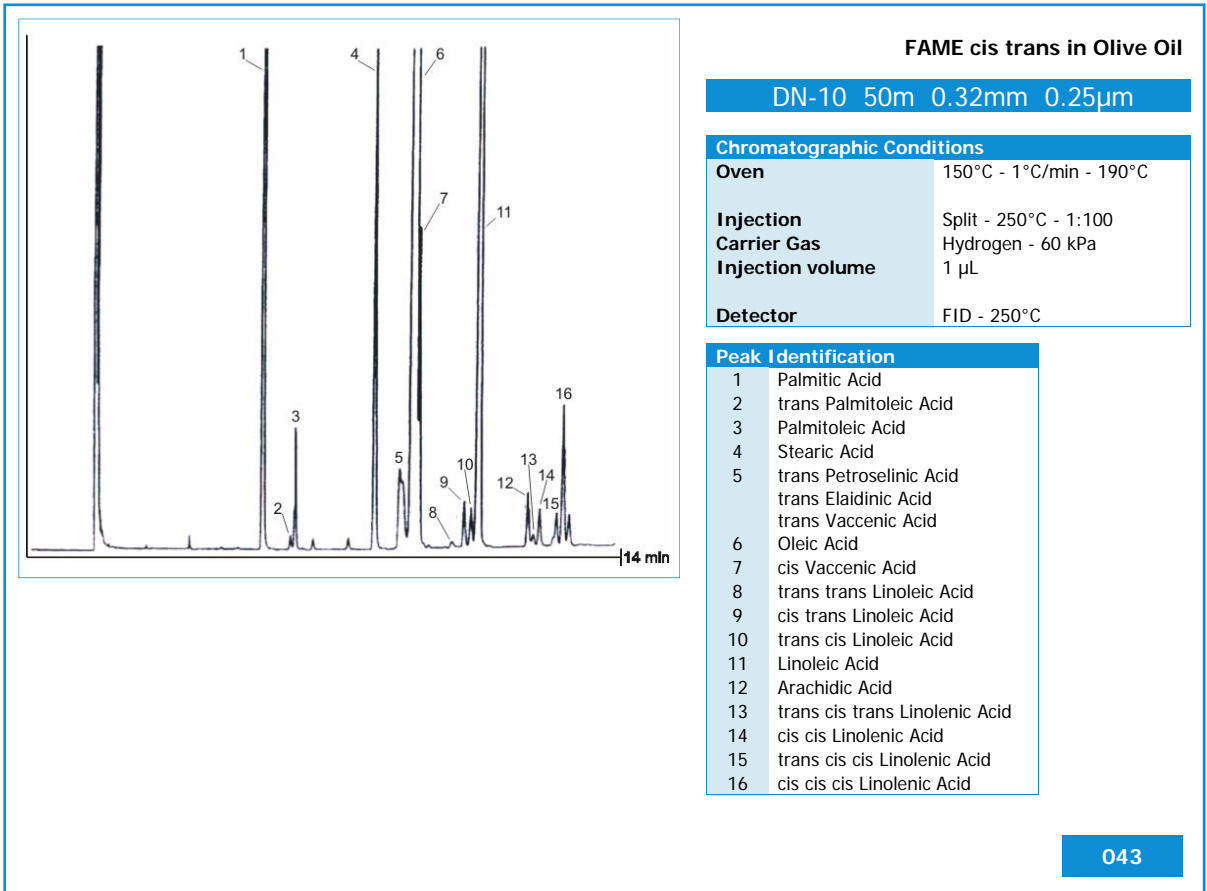 FAME cis trans in Olive Oil
DN-10 50m 0.32mm 0.25µm
Chromatographic Conditions
Oven 150°C - 1°C/min - 190°C
Injection Split - 250°C - 1:100
Carrier Gas Hydrogen - 60 kPa
Injection volume 1 µL
Detector FID - 250°C
Peak Identification
1 Palmitic Acid
2 trans Palmitoleic Acid
3 Palmitoleic Acid
4 Stearic Acid
5 trans Petroselinic Acid
trans Elaidinic Acid
trans Vaccenic Acid
6 Oleic Acid
7 cis Vaccenic Acid
8 trans trans Linoleic Acid
9 cis trans Linoleic Acid
10 trans cis Linoleic Acid
11 Linoleic Acid
12 Arachidic Acid
13 trans cis trans Linolenic Acid
14 cis cis Linolenic Acid
15 trans cis cis Linolenic Acid
16 cis cis cis Linolenic Acid
1
4
6
7
11
16
3
5
13
10
14
9
12
15
2
8
14 min
043